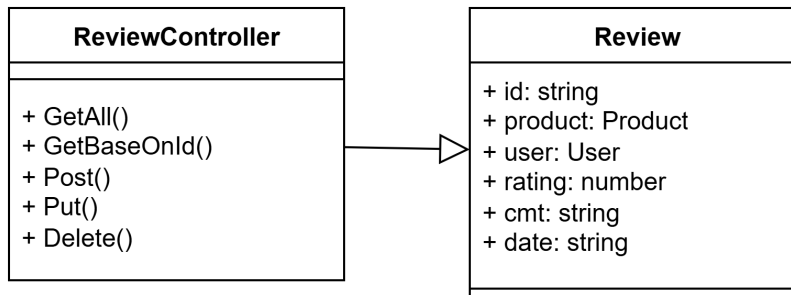 ReviewController
+ GetAll()
+ GetBaseOnId()
+ Post()
+ Put()
+ Delete()
Review
+ id: string
+ product: Product
+ user: User
+ rating: number
+ cmt: string
+ date: string